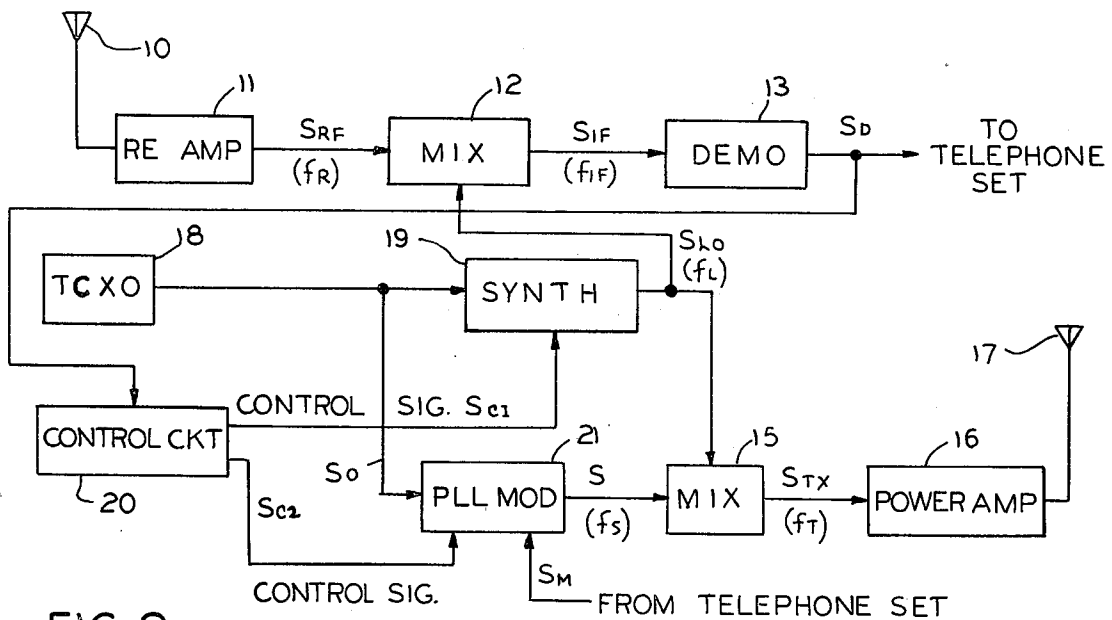 10
11
RE AMP
SRF
(fR)
12
MIX
SIF
(fIF)
13
DEMO
SD
TO
TELEPHONE
SET
18
TCXO
19
SYNTH
SLO
(fL)
17
CONTROL SIG. SC1
CONTROL CKT
20
SC2
CONTROL SIG.
SO
21
PLL MOD
S
(fS)
15
MIX
STX
(fT)
16
POWER AMP
SM
FROM TELEPHONE SET